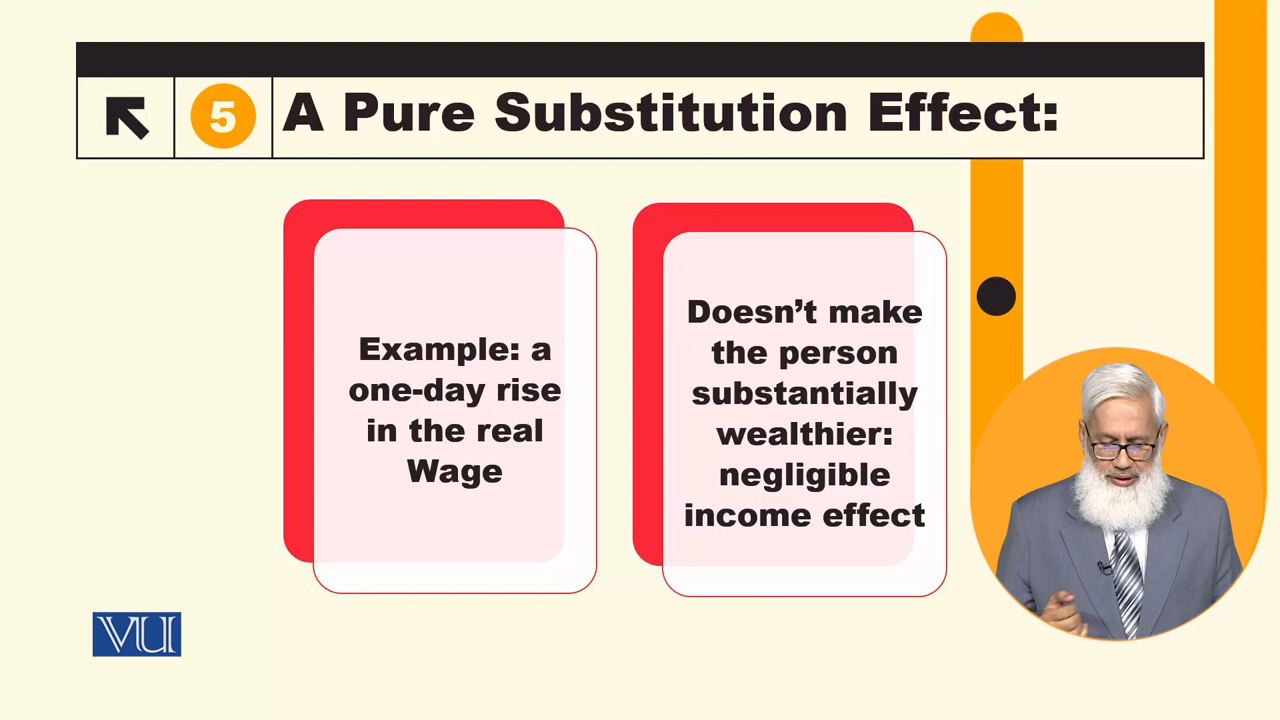 5
A Pure Substitution Effect:
Example: a
one-day rise
in the real
Wage
Doesn’t make
the person
substantially
wealthier:
negligible
income effect
VU